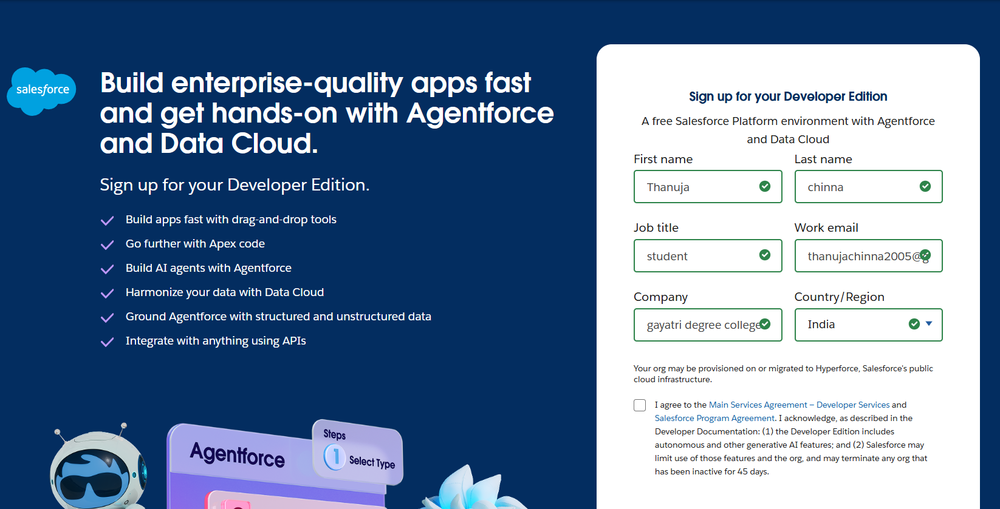 salesforce
Build enterprise-quality apps fast
and get hands-on with Agentforce
and Data Cloud.
Sign up for your Developer Edition.
Build apps fast with drag-and-drop tools
Go further with Apex code
Build AI agents with Agentforce
Harmonize your data with Data Cloud
Ground Agentforce with structured and unstructured data
Integrate with anything using APIs
Agentforce
Steps
1
Select Type
Sign up for your Developer Edition
A free Salesforce Platform environment with Agentforce
and Data Cloud
First name
Last name
Thanuja
chinna
Job title
Work email
student
thanujachinna2005@g
Company
Country/Region
gayatri degree college
India
Your org may be provisioned on or migrated to Hyperforce, Salesforce's public
cloud infrastructure.
I agree to the Main Services Agreement – Developer Services and
Salesforce Program Agreement. I acknowledge, as described in the
Developer Documentation: (1) the Developer Edition includes
autonomous and other generative AI features; and (2) Salesforce may
limit use of those features and the org, and may terminate any org that
has been inactive for 45 days.